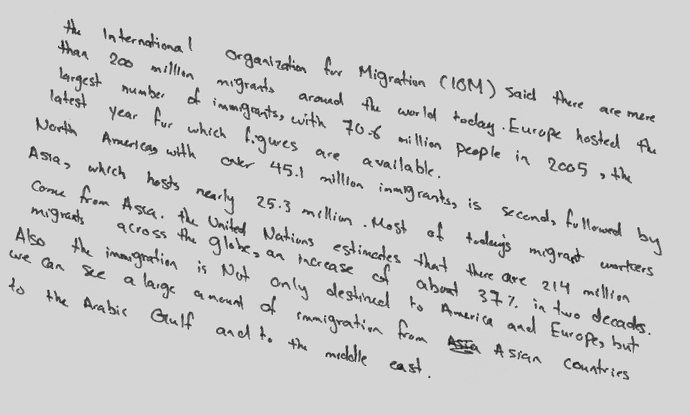 the International Organization for Migration (IOM) said there are more
than 200 million migrants around the world today. Europe hosted the
largest number of immigrants, with 70.6 million people in 2005, the
latest year for which figures are available.
North America, with over 45.1 million immigrants, is second, followed by
Asia, which hosts nearly 25.3 million. Most of today's migrant workers
come from Asia. the United Nations estimates that there are 214 million
migrants across the globe, an increase of about 37% in two decades.
Also the immigration is Not only destined to America and Europe, but
we can see a large amount of immigration from Asian countries
to the Arabic Gulf and to the middle east.